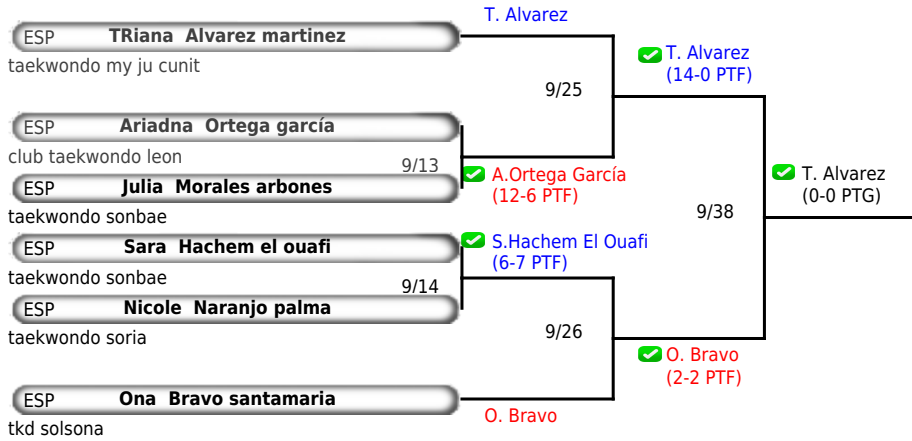 T. Alvarez
ESP TRiana Alvarez martinez
taekwondo my ju cunit
T. Alvarez
(14-0 PTF)
9/25
ESP Ariadna Ortega garcía
club taekwondo leon
9/13
A.Ortega García
(12-6 PTF)
T. Alvarez
(0-0 PTG)
ESP Julia Morales arbones
taekwondo sonbae
9/38
ESP Sara Hachem el ouafi
S.Hachem El Ouafi
(6-7 PTF)
taekwondo sonbae
9/14
ESP Nicole Naranjo palma
taekwondo soria
9/26
O. Bravo
(2-2 PTF)
ESP Ona Bravo santamaria
O. Bravo
tkd solsona